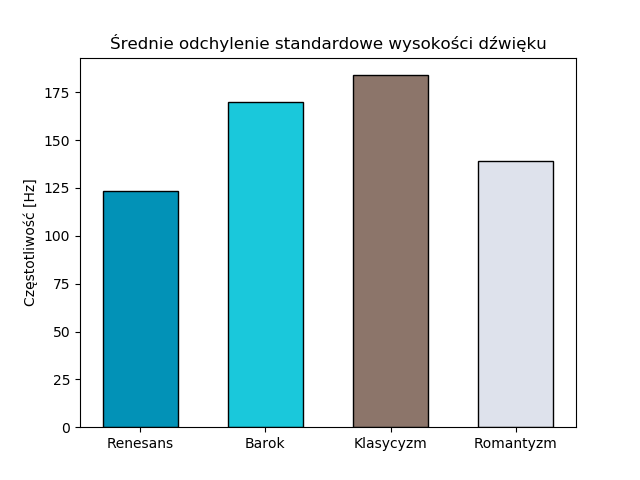 Średnie odchylenie standardowe wysokości dźwięku
Częstotliwość [Hz]
175
150
125
100
75
50
25
0
Renesans Barok Klasycyzm Romantyzm